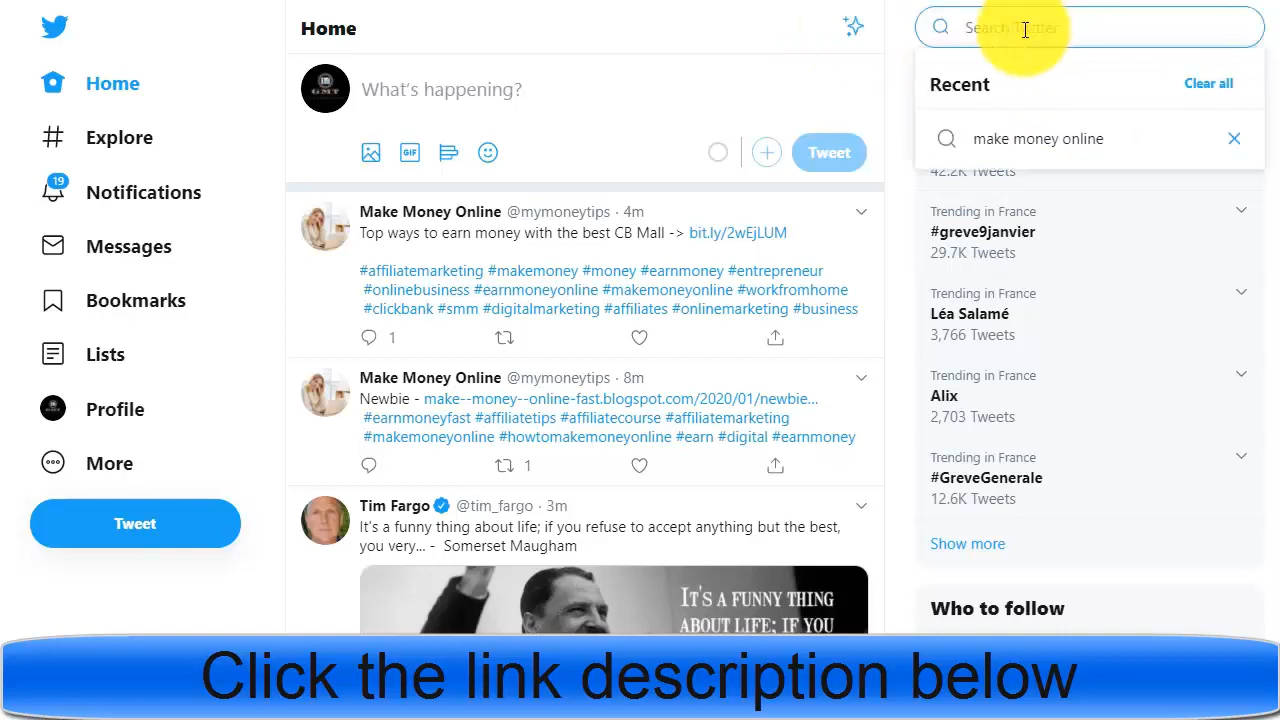 Home
Explore
19
Notifications
Messages
Bookmarks
Lists
Profile
More
Tweet
Home
GMT
What's happening?
GIF
Tweet
Make Money Online @mymoneytips · 4m
Top ways to earn money with the best CB Mall -> bit.ly/2wEjLUM
#affiliatemarketing #makemoney #money #earnmoney #entrepreneur
#onlinebusiness #earnmoneyonline #makemoneyonline #workfromhome
#clickbank #smm #digitalmarketing #affiliates #onlinemarketing #business
1
Make Money Online @mymoneytips · 8m
Newbie - make--money--online-fast.blogspot.com/2020/01/newbie...
#earnmoneyfast #affiliatetips #affiliatecourse #affiliatemarketing
#makemoneyonline #howtomakemoneyonline #earn #digital #earnmoney
1
Tim Fargo @tim_fargo · 3m
It's a funny thing about life; if you refuse to accept anything but the best,
you very... - Somerset Maugham
IT'S A FUNNY THING
ABOUT LIFE; IF YOU
Search Twitter
Recent
Clear all
make money online
42.2K Tweets
Trending in France
#greve9janvier
29.7K Tweets
Trending in France
Léa Salamé
3,766 Tweets
Trending in France
Alix
2,703 Tweets
Trending in France
#GreveGenerale
12.6K Tweets
Show more
Who to follow
Click the link description below